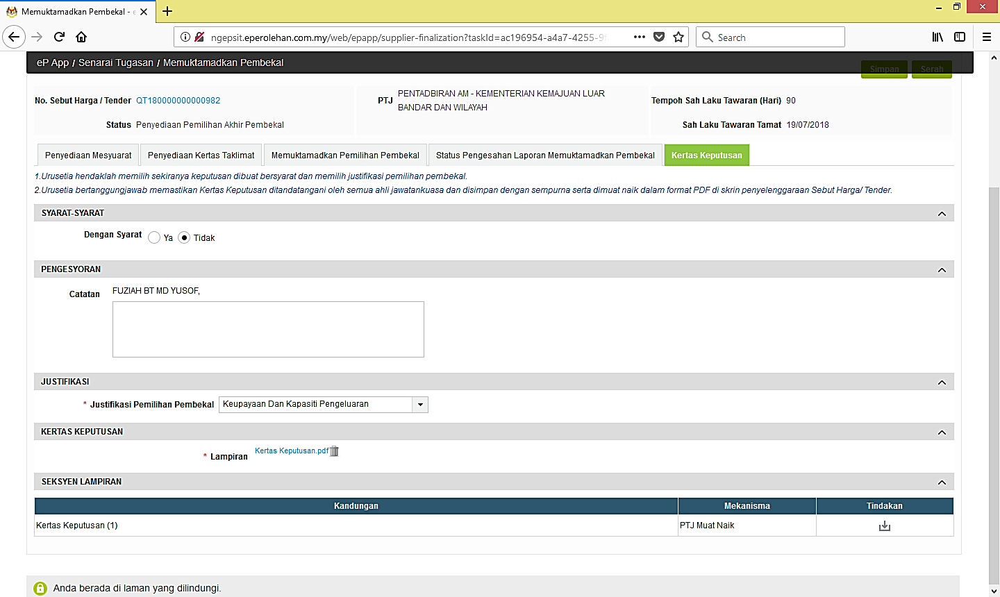 Memuktamadkan Pembekal - e
ngepsit.eperolehan.com.my/web/epapp/supplier-finalization?taskId=ac196954-a4a7-4255-9f
Search
eP App / Senarai Tugasan / Memuktamadkan Pembekal
Simpan
Serah
No. Sebut Harga / Tender QT180000000000982
PTJ PENTADBIRAN AM - KEMENTERIAN KEMAJUAN LUAR
BANDAR DAN WILAYAH
Tempoh Sah Laku Tawaran (Hari) 90
Status Penyediaan Pemilihan Akhir Pembekal
Sah Laku Tawaran Tamat 19/07/2018
Penyediaan Mesyuarat
Penyediaan Kertas Taklimat
Memuktamadkan Pemilihan Pembekal
Status Pengesahan Laporan Memuktamadkan Pembekal
Kertas Keputusan
1.Urusetia hendaklah memilih sekiranya keputusan dibuat bersyarat dan memilih justifikasi pemilihan pembekal.
2.Urusetia bertanggungjawab memastikan Kertas Keputusan ditandatangani oleh semua ahli jawatankuasa dan disimpan dengan sempurna serta dimuat naik dalam format PDF di skrin penyelenggaraan Sebut Harga/ Tender.
SYARAT-SYARAT
Dengan Syarat Ya Tidak
PENGESYORAN
Catatan FUZIAH BT MD YUSOF,
JUSTIFIKASI
* Justifikasi Pemilihan Pembekal Keupayaan Dan Kapasiti Pengeluaran
KERTAS KEPUTUSAN
* Lampiran Kertas Keputusan.pdf
SEKSYEN LAMPIRAN
Kandungan Mekanisma Tindakan
Kertas Keputusan (1) PTJ Muat Naik
Anda berada di laman yang dilindungi.